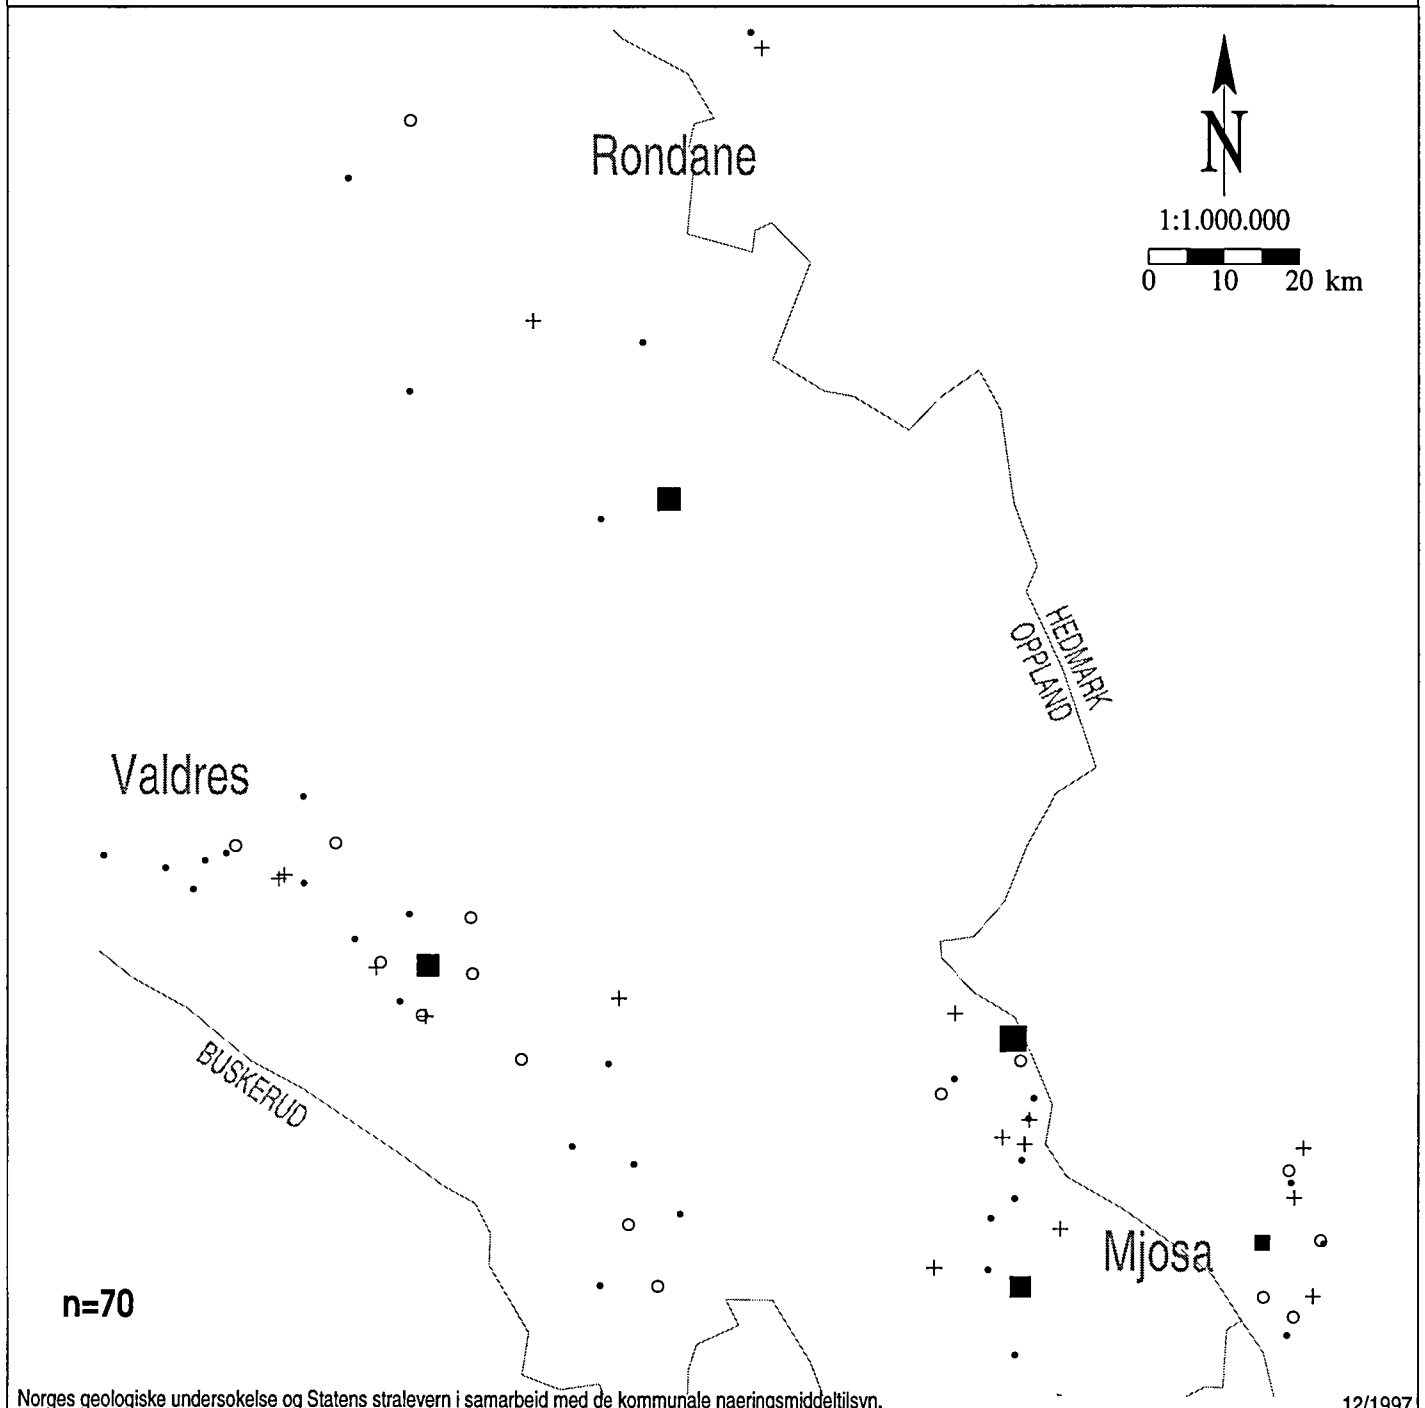 Rondane
N
1:1.000.000
0 10 20 km
HEDMARK
OPPLAND
Valdres
BUSKERUD
Mjosa
n=70
Norges geologiske undersokelse og Statens stralevern i samarbeid med de kommunale naeringsmiddeltilsyn.
12/1997